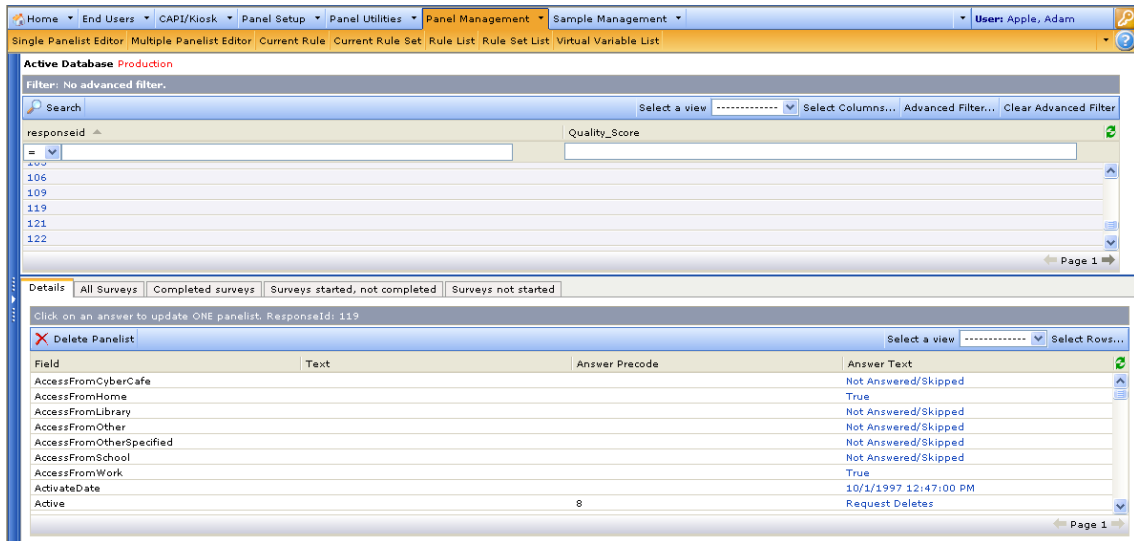 Home End Users CAPI/Kiosk Panel Setup Panel Utilities Panel Management Sample Management User: Apple, Adam
Single Panelist Editor Multiple Panelist Editor Current Rule Current Rule Set Rule List Rule Set List Virtual Variable List
Active Database Production
Filter: No advanced filter.
Search Select a view ------------- Select Columns... Advanced Filter... Clear Advanced Filter
responseid Quality_Score
=
106
109
119
121
122
Page 1
Details All Surveys Completed surveys Surveys started, not completed Surveys not started
Click on an answer to update ONE panelist. ResponseId: 119
Delete Panelist Select a view ------------- Select Rows...
Field Text Answer Precode Answer Text
AccessFromCyberCafe Not Answered/Skipped
AccessFromHome True
AccessFromLibrary Not Answered/Skipped
AccessFromOther Not Answered/Skipped
AccessFromOtherSpecified Not Answered/Skipped
AccessFromSchool Not Answered/Skipped
AccessFromWork True
ActivateDate 10/1/1997 12:47:00 PM
Active 8 Request Deletes
Page 1